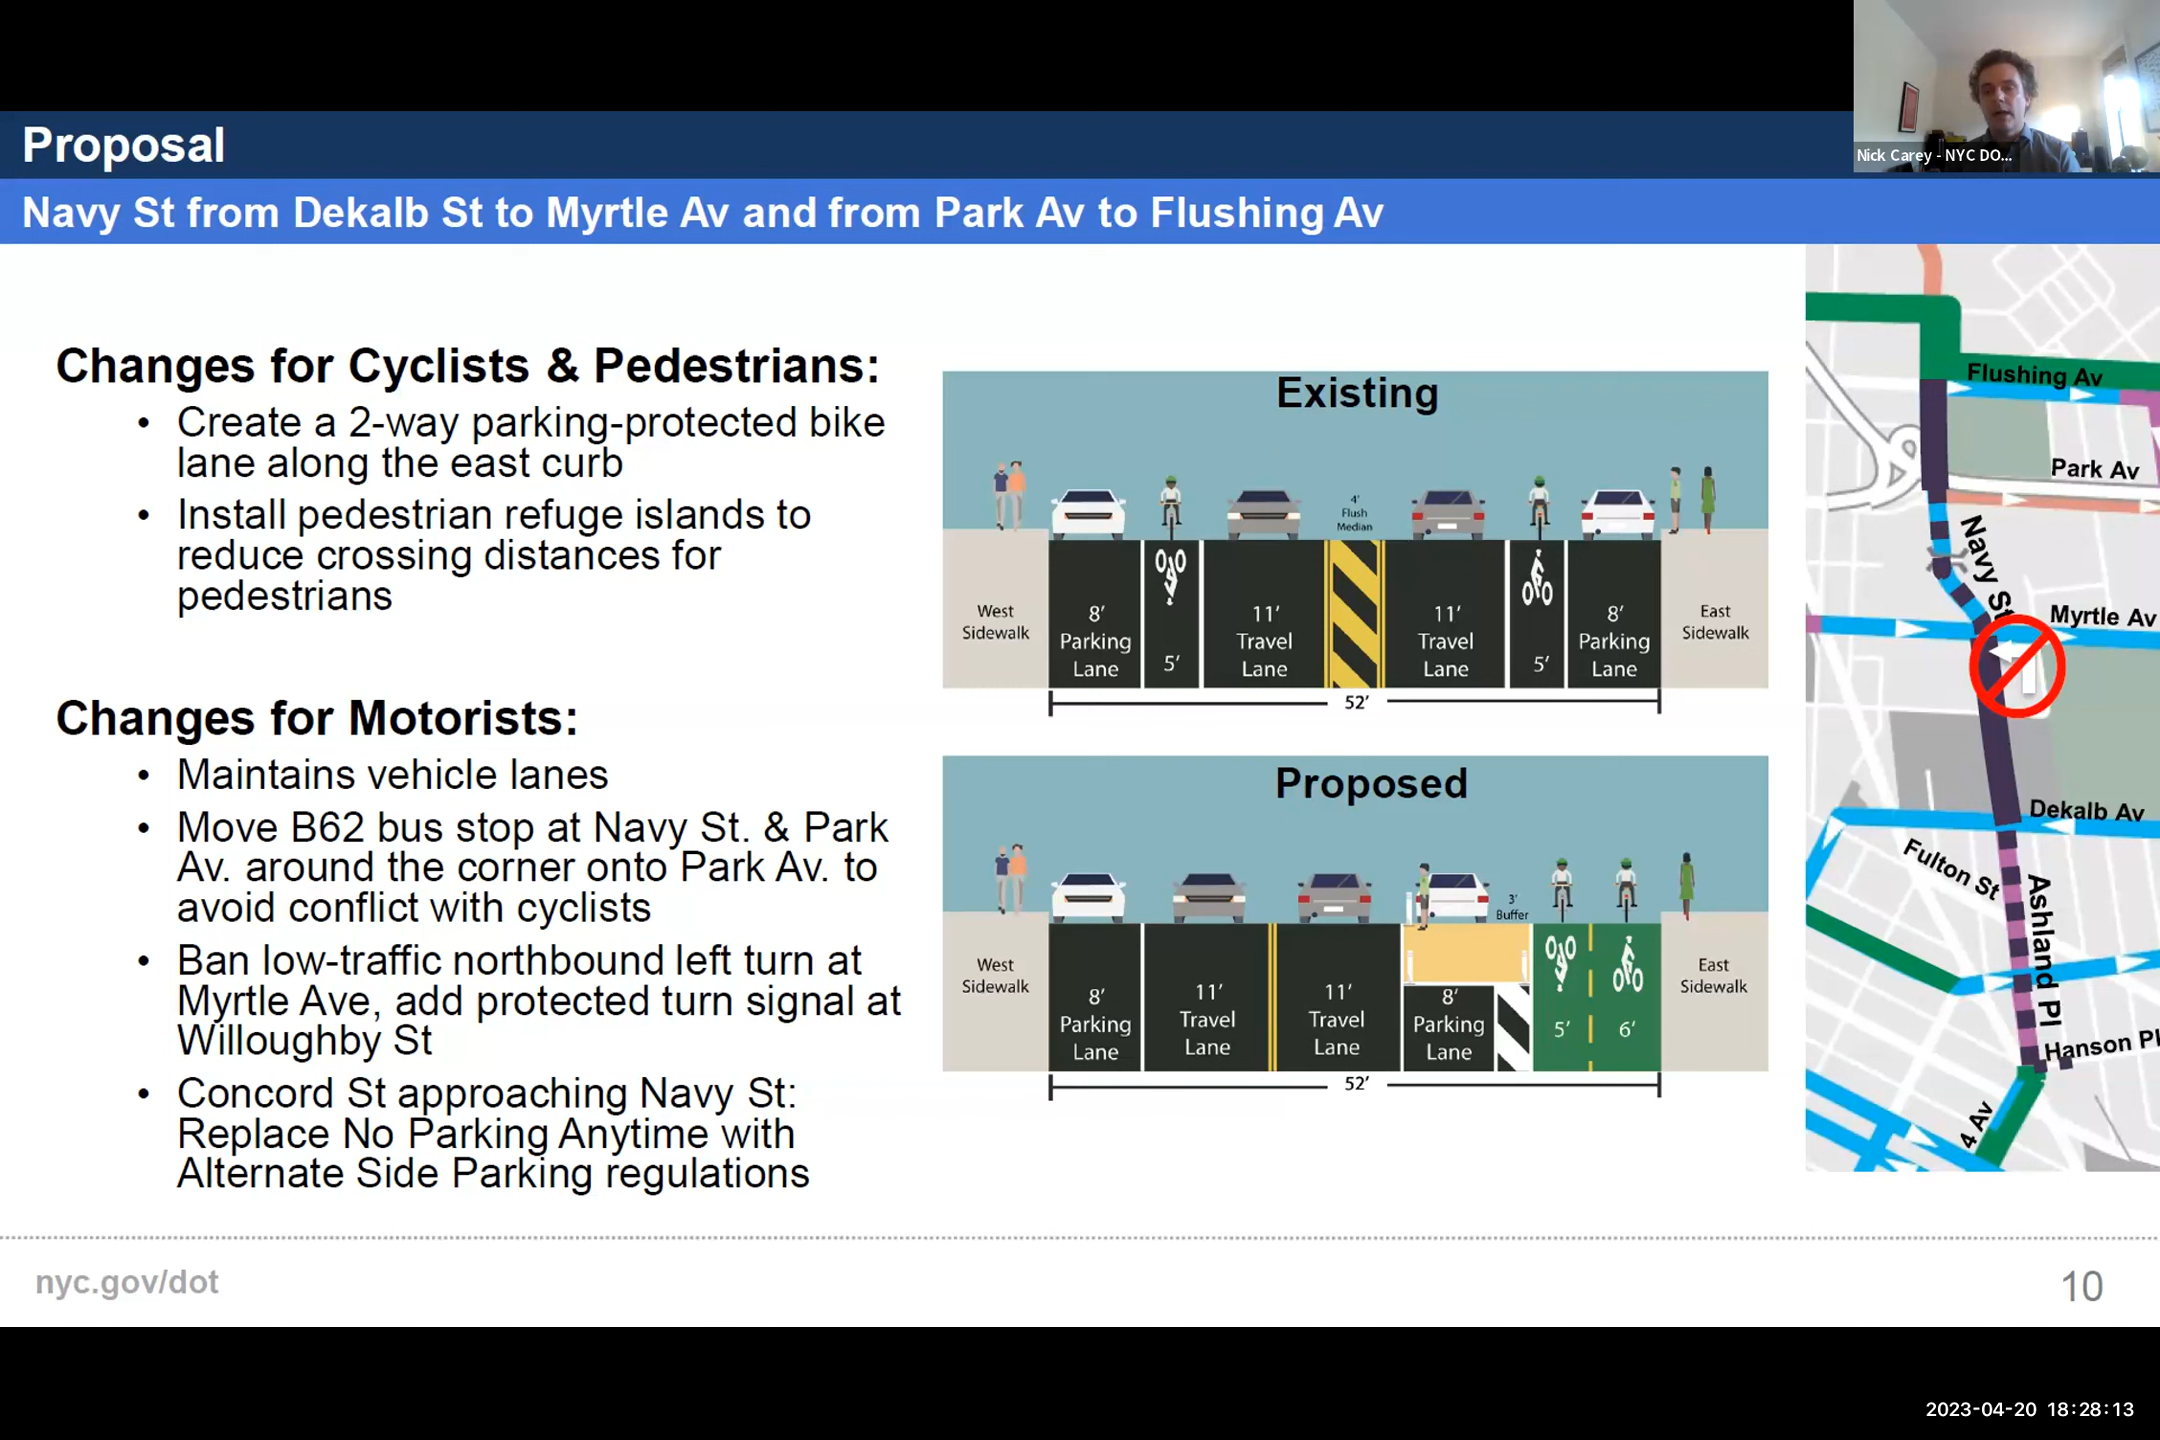 Nick Carey - NYC DO...
Proposal
Navy St from Dekalb St to Myrtle Av and from Park Av to Flushing Av
Changes for Cyclists & Pedestrians:
• Create a 2-way parking-protected bike
lane along the east curb
• Install pedestrian refuge islands to
reduce crossing distances for
pedestrians
Changes for Motorists:
• Maintains vehicle lanes
• Move B62 bus stop at Navy St. & Park
Av. around the corner onto Park Av. to
avoid conflict with cyclists
• Ban low-traffic northbound left turn at
Myrtle Ave, add protected turn signal at
Willoughby St
• Concord St approaching Navy St:
Replace No Parking Anytime with
Alternate Side Parking regulations
Existing
4'
Flush
Median
West
Sidewalk
8'
Parking
Lane
5'
11'
Travel
Lane
11'
Travel
Lane
5'
8'
Parking
Lane
East
Sidewalk
52'
Proposed
3'
Buffer
West
Sidewalk
8'
Parking
Lane
11'
Travel
Lane
11'
Travel
Lane
8'
Parking
Lane
5'
6'
East
Sidewalk
52'
Flushing Av
Park Av
Navy St
Myrtle Av
Dekalb Av
Fulton St
Ashland Pl
Hanson Pl
4 Av
nyc.gov/dot
10
2023-04-20 18:28:13